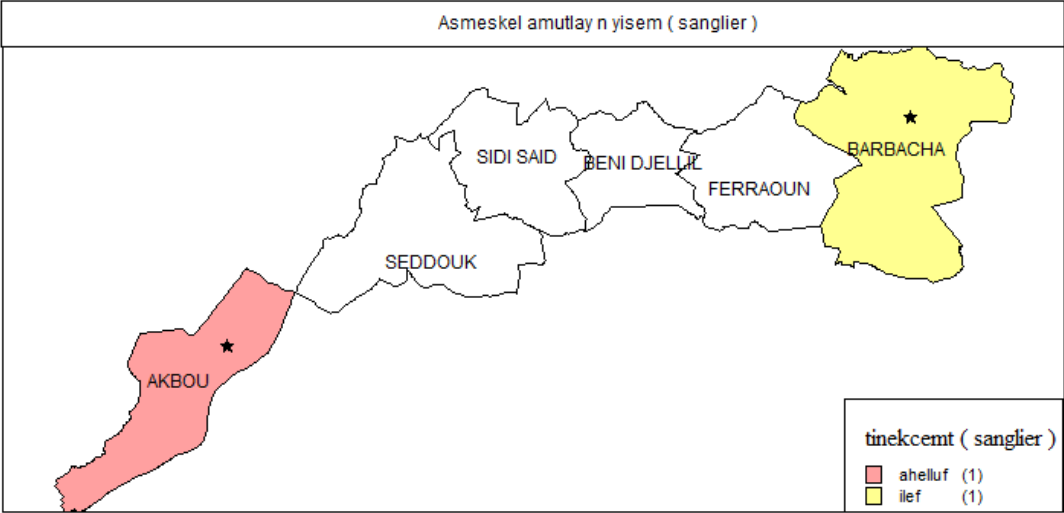 Asmeskel amutlay n yisem ( sanglier )
BARBACHA
SIDI SAID
BENI DJELLIL
FERRAOUN
SEDDOUK
AKBOU
tinekcemt ( sanglier )
ahelluf (1)
ilef (1)